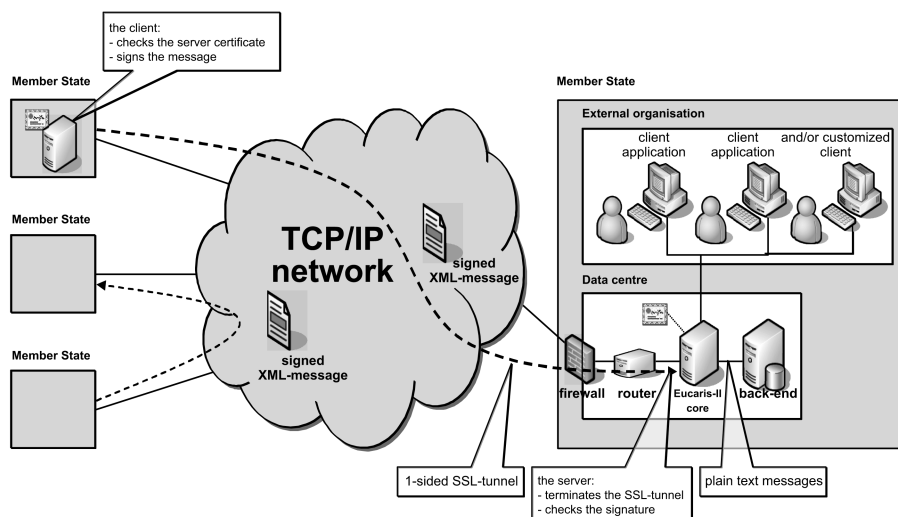 the client:
- checks the server certificate
- signs the message
Member State
Member State
External organisation
client
application
client
application
and/or customized
client
TCP/IP
network
signed
XML-message
Member State
Data centre
signed
XML-message
Member State
firewall
router
Eucaris-II
core
back-end
1-sided SSL-tunnel
the server:
- terminates the SSL-tunnel
- checks the signature
plain text messages